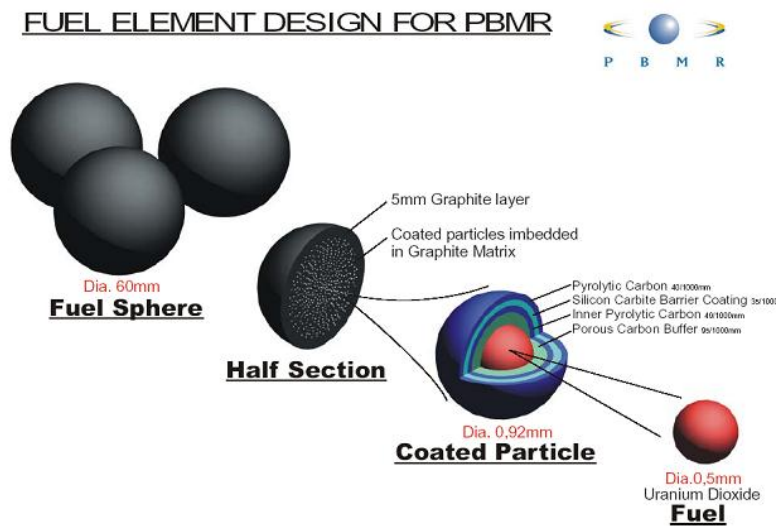 FUEL ELEMENT DESIGN FOR PBMR
P B M R
5mm Graphite layer
Coated particles imbedded
in Graphite Matrix
Dia. 60mm
Fuel Sphere
Half Section
Pyrolytic Carbon 40/1000mm
Silicon Carbite Barrier Coating 35/1000
Inner Pyrolytic Carbon 40/1000mm
Porous Carbon Buffer 95/1000mm
Dia. 0,92mm
Coated Particle
Dia.0,5mm
Uranium Dioxide
Fuel